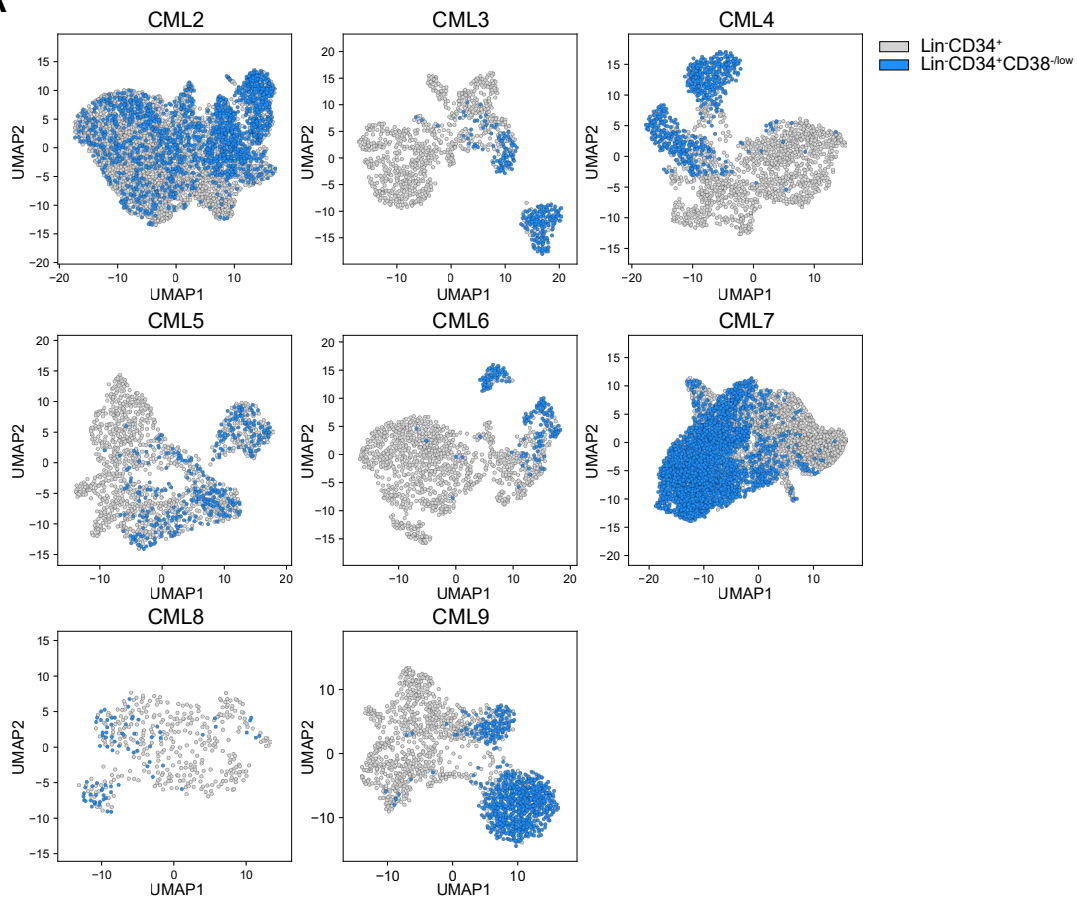 CML2 CML3 CML4
Lin-CD34+
Lin-CD34+CD38-/low
15 10 5 0 −5 −10 −15 −20
UMAP2
−20 −10 0 10
UMAP1
20 15 10 5 0 −5 −10 −15
UMAP2
−10 0 10 20
UMAP1
15 10 5 0 −5 −10 −15
UMAP2
−20 −10 0 10
UMAP1
CML5 CML6 CML7
20 15 10 5 0 −5 −10 −15
UMAP2
−10 0 10 20
UMAP1
20 15 10 5 0 −5 −10 −15
UMAP2
−10 0 10 20
UMAP1
15 10 5 0 −5 −10 −15 −20
UMAP2
−20 −10 0 10
UMAP1
CML8 CML9
15 10 5 0 −5 −10 −15
UMAP2
−10 0 10
UMAP1
10 0 −10
UMAP2
−10 0 10
UMAP1